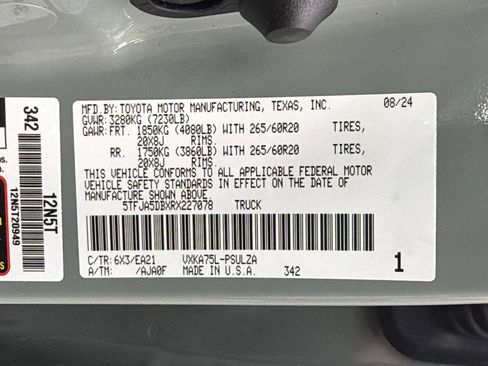 MFD.BY: TOYOTA MOTOR MANUFACTURING, TEXAS, INC. 08/24
GVWR: 3280KG (7230LB)
GAWR: FRT. 1850KG (4080LB) WITH 265/60R20 TIRES,
20X8J RIMS.
RR. 1750KG (3860LB) WITH 265/60R20 TIRES,
20X8J RIMS.
THIS VEHICLE CONFORMS TO ALL APPLICABLE FEDERAL MOTOR
VEHICLE SAFETY STANDARDS IN EFFECT ON THE DATE OF
MANUFACTURE SHOWN ABOVE.
5TFJA5DBXRX227078 TRUCK
C/TR: 6X3/EA21 VXKA75L-PSULZA
A/TM: /AJA0F MADE IN U.S.A. 342
1
342
12N5T
12N5T20949